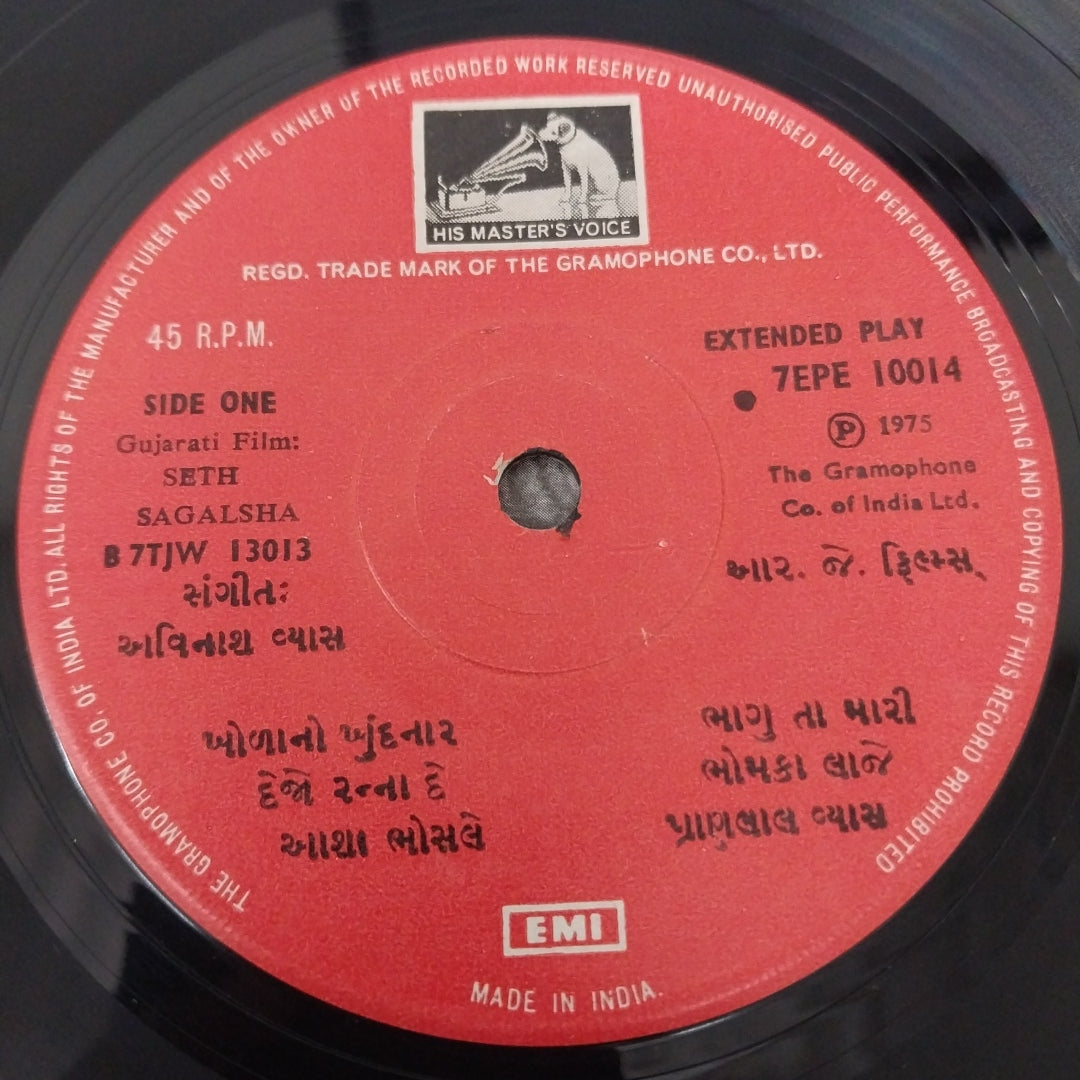 THE GRAMOPHONE CO. OF INDIA LTD. ALL RIGHTS OF THE MANUFACTURER AND OF THE OWNER OF THE RECORDED WORK RESERVED UNAUTHORISED PUBLIC PERFORMANCE BROADCASTING AND COPYING OF THIS RECORD PROHIBITED
HIS MASTER'S VOICE
REGD. TRADE MARK OF THE GRAMOPHONE CO., LTD.
45 R.P.M.
SIDE ONE
Gujarati Film:
SETH
SAGALSHA
B 7TJW 13013
સંગીતઃ
અવિનાશ વ્યાસ
EXTENDED PLAY
7EPE 10014
℗ 1975
The Gramophone
Co. of India Ltd.
આર. જે. ફિલ્મ્સ્
ખોળાનો ખુંદનાર
દેજો રન્ના દે
આશા ભોસલે
ભાગુ તા મારી
ભોમકા લાજે
પ્રાણલાલ વ્યાસ
EMI
MADE IN INDIA.